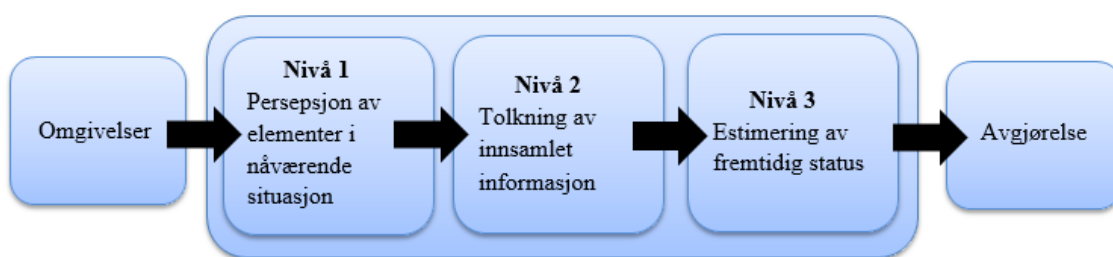 Omgivelser
Nivå 1
Persepsjon av
elementer i
nåværende
situasjon
Nivå 2
Tolkning av
innsamlet
informasjon
Nivå 3
Estimering av
fremtidig status
Avgjørelse